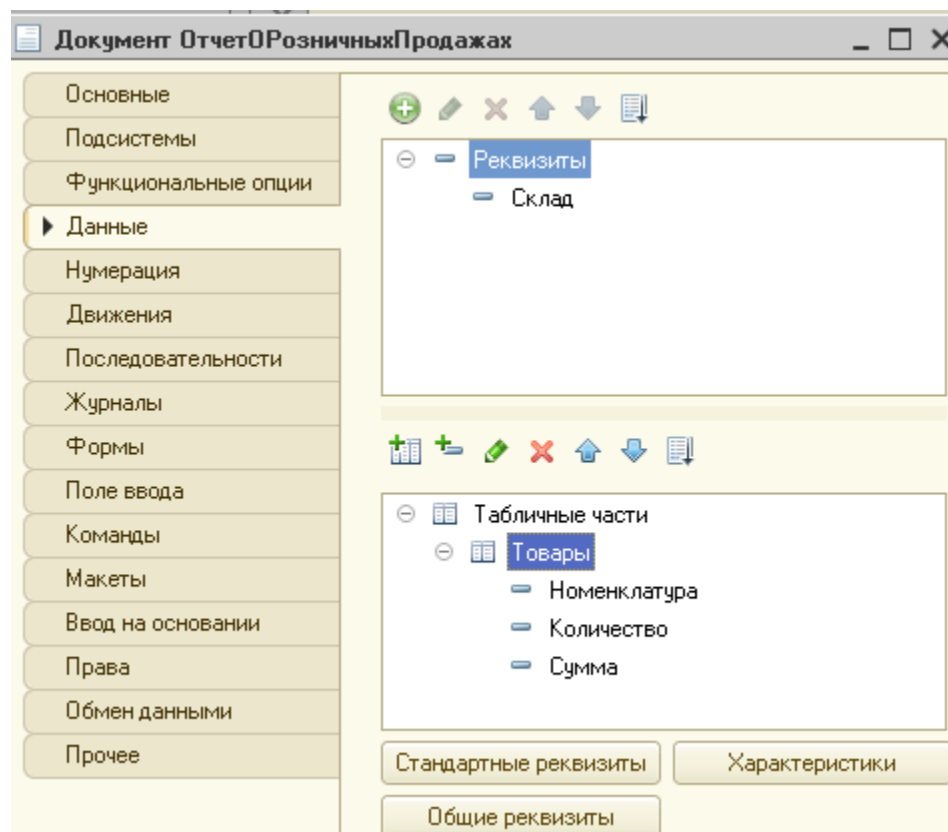 Документ ОтчетОРозничныхПродажах
Основные
Подсистемы
Функциональные опции
Данные
Нумерация
Движения
Последовательности
Журналы
Формы
Поле ввода
Команды
Макеты
Ввод на основании
Права
Обмен данными
Прочее
Реквизиты
Склад
Табличные части
Товары
Номенклатура
Количество
Сумма
Стандартные реквизиты
Характеристики
Общие реквизиты